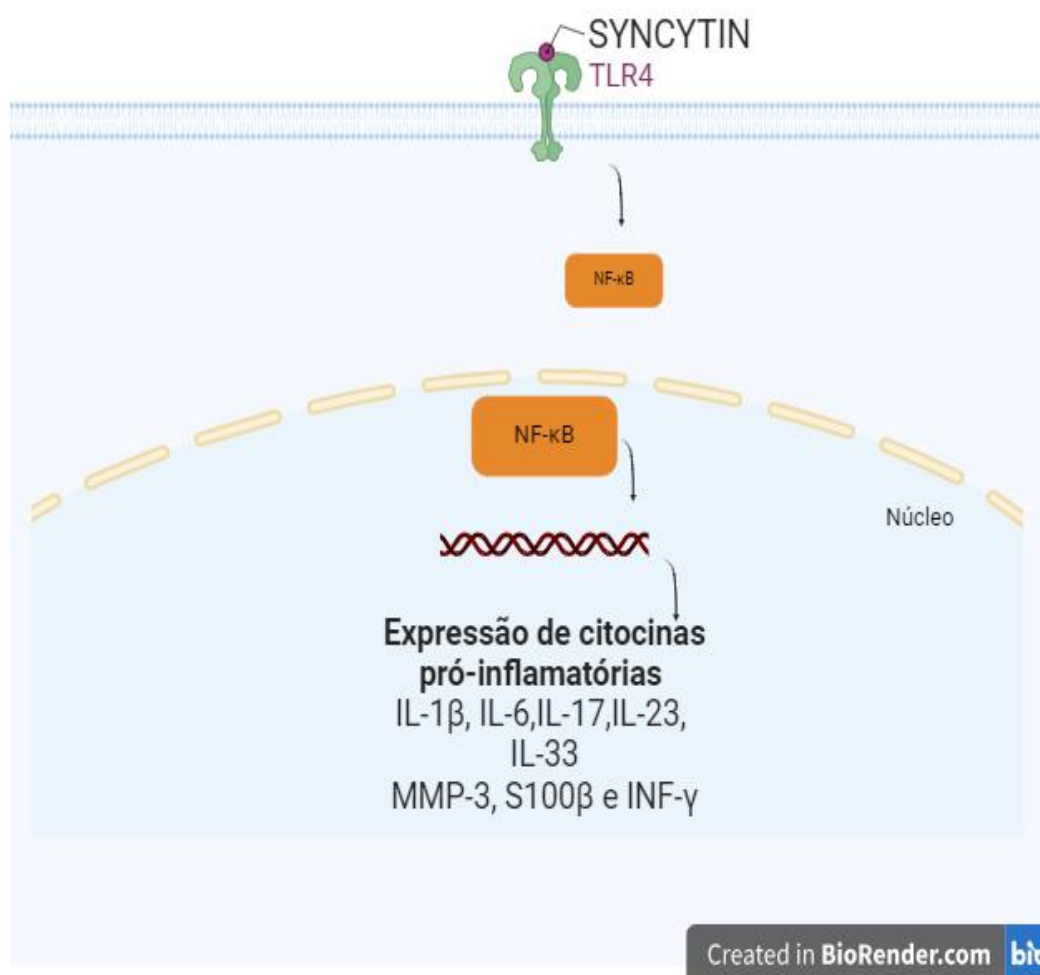 SYNCYTIN
TLR4
NF-κB
NF-κB
Núcleo
Expressão de citocinas
pró-inflamatórias
IL-1β, IL-6,IL-17,IL-23,
IL-33
MMP-3, S100β e INF-γ
Created in BioRender.com
bio